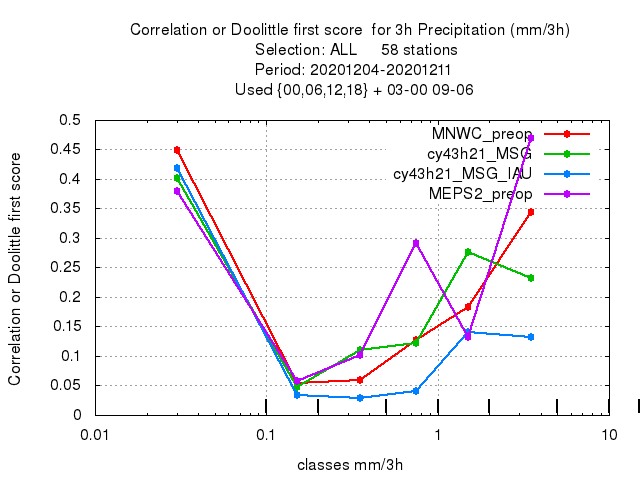 Correlation or Doolittle first score  for 3h Precipitation (mm/3h)
Selection: ALL     58 stations
Period: 20201204-20201211
Used {00,06,12,18} + 03-00 09-06
Correlation or Doolittle first score
0.5
0.45
0.4
0.35
0.3
0.25
0.2
0.15
0.1
0.05
0
MNWC_preop
cy43h21_MSG
cy43h21_MSG_IAU
MEPS2_preop
0.01
0.1
1
10
classes mm/3h